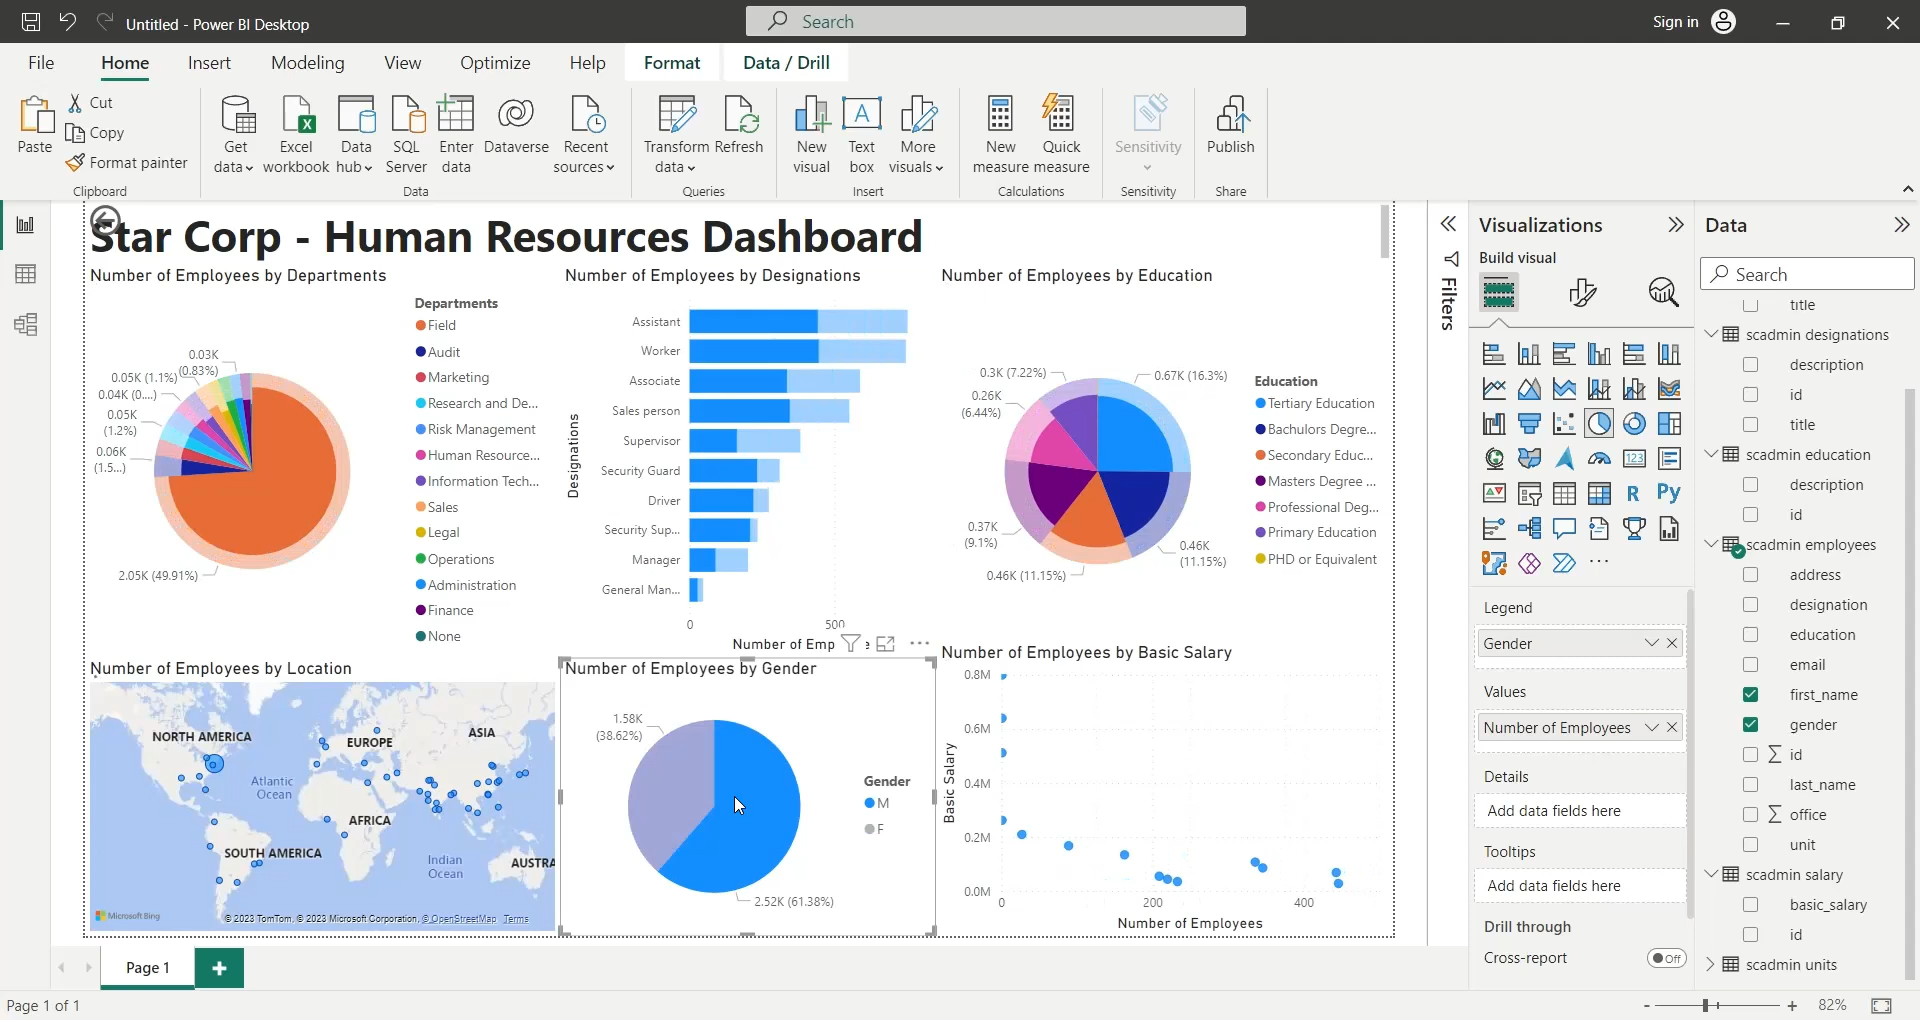 Untitled - Power BI Desktop
Search
Sign in
File
Home
Insert
Modeling
View
Optimize
Help
Format
Data / Drill
Paste
Cut
Copy
Format painter
Clipboard
Get data
Excel workbook
Data hub
SQL Server
Enter data
Dataverse
Recent sources
Data
Transform data
Refresh
Queries
New visual
Text box
More visuals
Insert
New measure
Quick measure
Calculations
Sensitivity
Sensitivity
Publish
Share
Star Corp - Human Resources Dashboard
Number of Employees by Departments
0.03K
(0.83%)
0.05K (1.1%)
0.04K (0....)
0.05K
(1.2%)
0.06K
(1.5...)
2.05K (49.91%)
Departments
Field
Audit
Marketing
Research and De...
Risk Management
Human Resource...
Information Tech...
Sales
Legal
Operations
Administration
Finance
None
Number of Employees by Designations
Designations
Assistant
Worker
Associate
Sales person
Supervisor
Security Guard
Driver
Security Sup...
Manager
General Man...
0
500
Number of Emp
Number of Employees by Education
0.3K (7.22%)
0.67K (16.3%)
0.26K
(6.44%)
0.37K
(9.1%)
0.46K (11.15%)
0.46K
(11.15%)
Education
Tertiary Education
Bachulors Degre...
Secondary Educ...
Masters Degree ...
Professional Deg...
Primary Education
PHD or Equivalent
Number of Employees by Location
NORTH AMERICA
EUROPE
ASIA
Atlantic
Ocean
AFRICA
SOUTH AMERICA
Indian
Ocean
AUSTRA
Microsoft Bing
© 2023 TomTom, © 2023 Microsoft Corporation, © OpenStreetMap Terms
Number of Employees by Gender
1.58K
(38.62%)
2.52K (61.38%)
Gender
M
F
Number of Employees by Basic Salary
Basic Salary
0.8M
0.6M
0.4M
0.2M
0.0M
0
200
400
Number of Employees
Filters
Visualizations
Build visual
123
R
Py
Legend
Gender
Values
Number of Employees
Details
Add data fields here
Tooltips
Add data fields here
Drill through
Cross-report
Off
Data
Search
title
scadmin designations
description
id
title
scadmin education
description
id
scadmin employees
address
designation
education
email
first_name
gender
∑ id
last_name
∑ office
unit
scadmin salary
basic_salary
id
scadmin units
Page 1
Page 1 of 1
82%